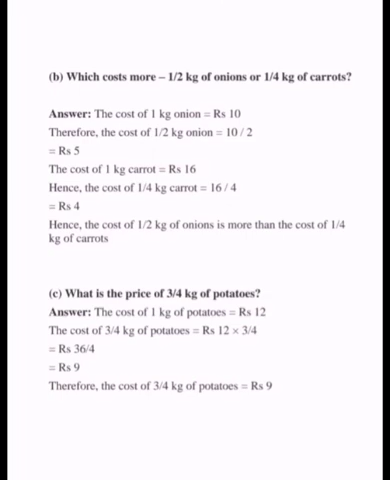 (b) Which costs more – 1/2 kg of onions or 1/4 kg of carrots?
Answer: The cost of 1 kg onion = Rs 10
Therefore, the cost of 1/2 kg onion = 10 / 2
= Rs 5
The cost of 1 kg carrot = Rs 16
Hence, the cost of 1/4 kg carrot = 16 / 4
= Rs 4
Hence, the cost of 1/2 kg of onions is more than the cost of 1/4
kg of carrots
(c) What is the price of 3/4 kg of potatoes?
Answer: The cost of 1 kg of potatoes = Rs 12
The cost of 3/4 kg of potatoes = Rs 12 × 3/4
= Rs 36/4
= Rs 9
Therefore, the cost of 3/4 kg of potatoes = Rs 9